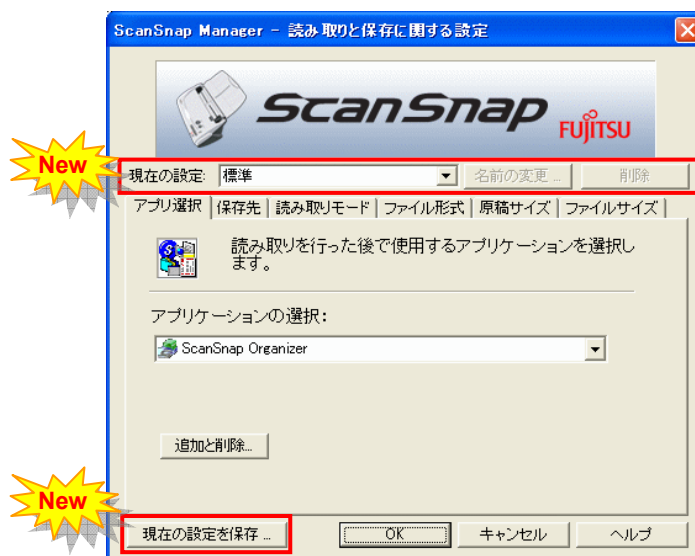 ScanSnap Manager - 読み取りと保存に関する設定
ScanSnap
FUJITSU
New
現在の設定: 標準 名前の変更... 削除
アプリ選択 保存先 読み取りモード ファイル形式 原稿サイズ ファイルサイズ
読み取りを行った後で使用するアプリケーションを選択し
ます。
アプリケーションの選択:
ScanSnap Organizer
追加と削除...
New
現在の設定を保存... OK キャンセル ヘルプ